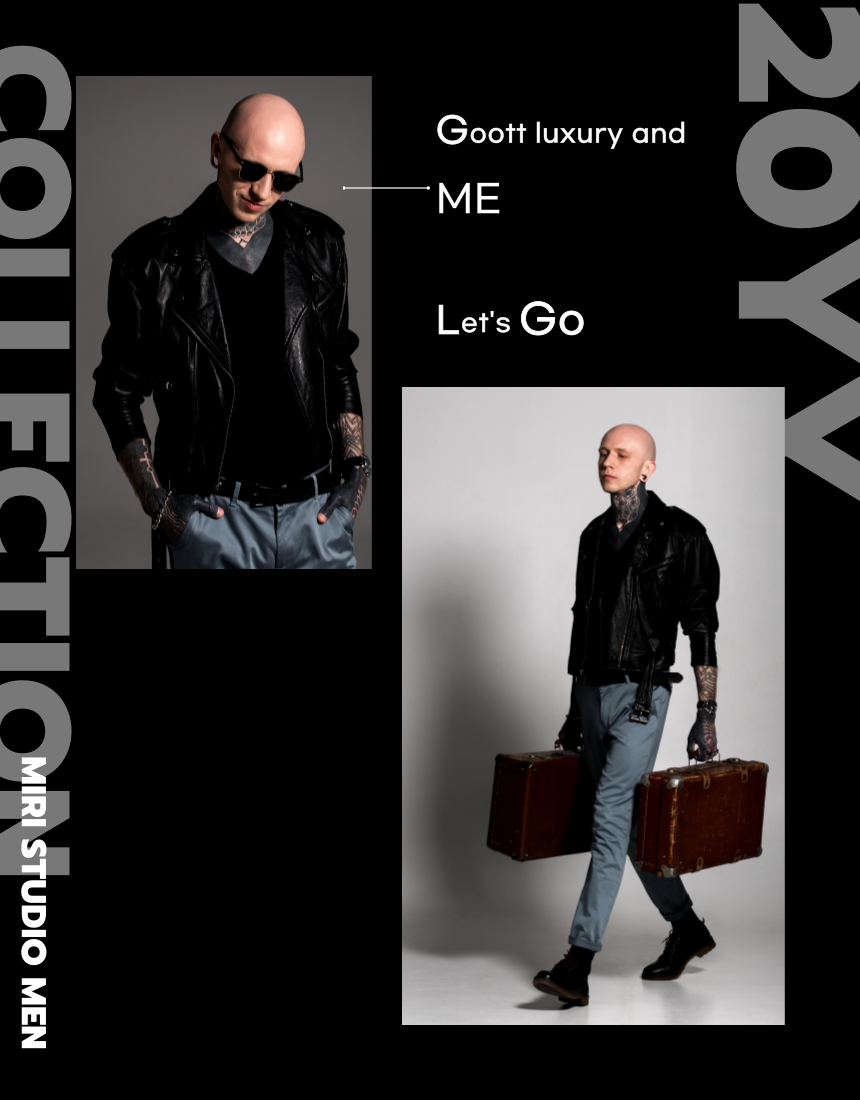 20YY
COLLECTION
Goott luxury and
ME
Let's Go
MIRI STUDIO MEN